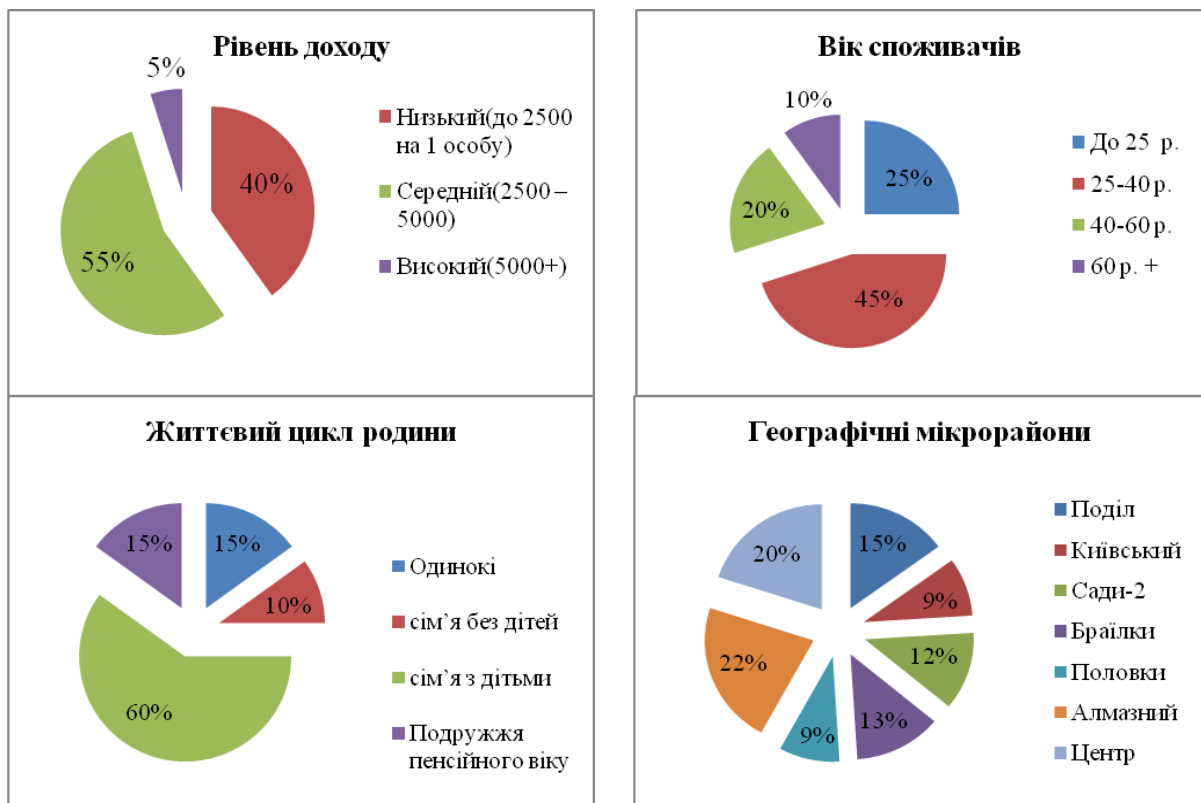 Рівень доходу
5%
40%
55%
Низький(до 2500
на 1 особу)
Середній(2500 –
5000)
Високий(5000+)
Вік споживачів
10%
25%
20%
45%
До 25 р.
25-40 р.
40-60 р.
60 р. +
Життєвий цикл родини
15%
15%
10%
60%
Одинокі
сім’я без дітей
сім’я з дітьми
Подружжя
пенсійного віку
Географічні мікрорайони
20%
15%
9%
12%
22%
13%
9%
Поділ
Київський
Сади-2
Браїлки
Половки
Алмазний
Центр